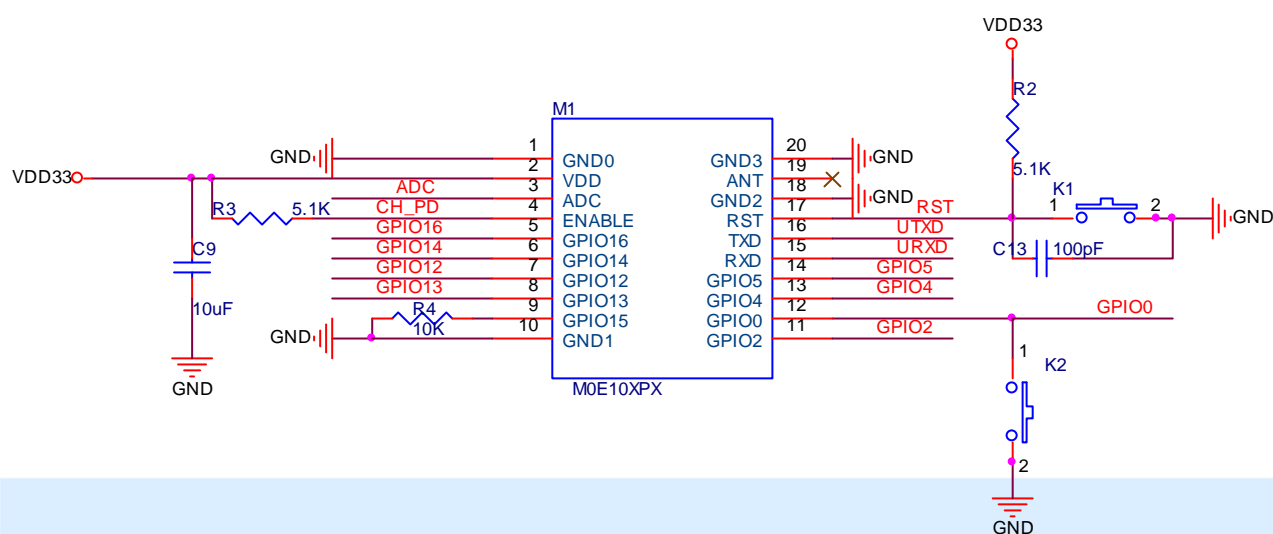 VDD33
R2
5.1K
M1
1
GND
GND0
2
VDD33
VDD
3
ADC
ADC
R3
5.1K
4
CH_PD
ENABLE
5
GPIO16
GPIO16
6
GPIO14
GPIO14
7
GPIO12
GPIO12
8
GPIO13
GPIO13
9
R4
10K
GPIO15
10
GND
GND1
C9
10uF
GND
20
GND3
GND
19
ANT
18
GND2
GND
17
RST
RST
16
TXD
UTXD
15
RXD
URXD
14
GPIO5
GPIO5
13
GPIO4
GPIO4
12
GPIO0
GPIO0
11
GPIO2
GPIO2
M0E10XPX
K1
1
2
GND
C13
100pF
1
K2
2
GND